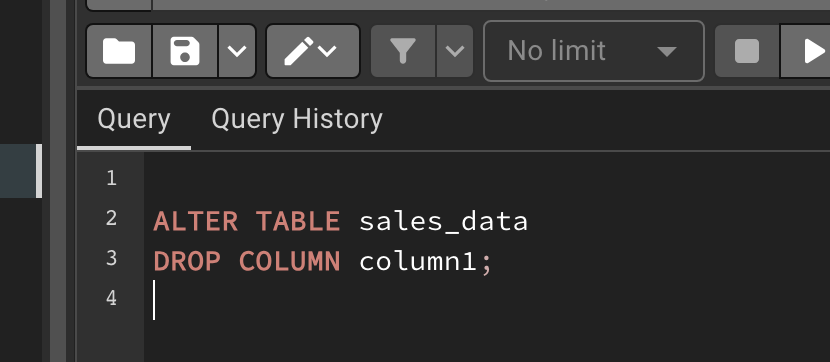 No limit
Query Query History
1
2 ALTER TABLE sales_data
3 DROP COLUMN column1;
4